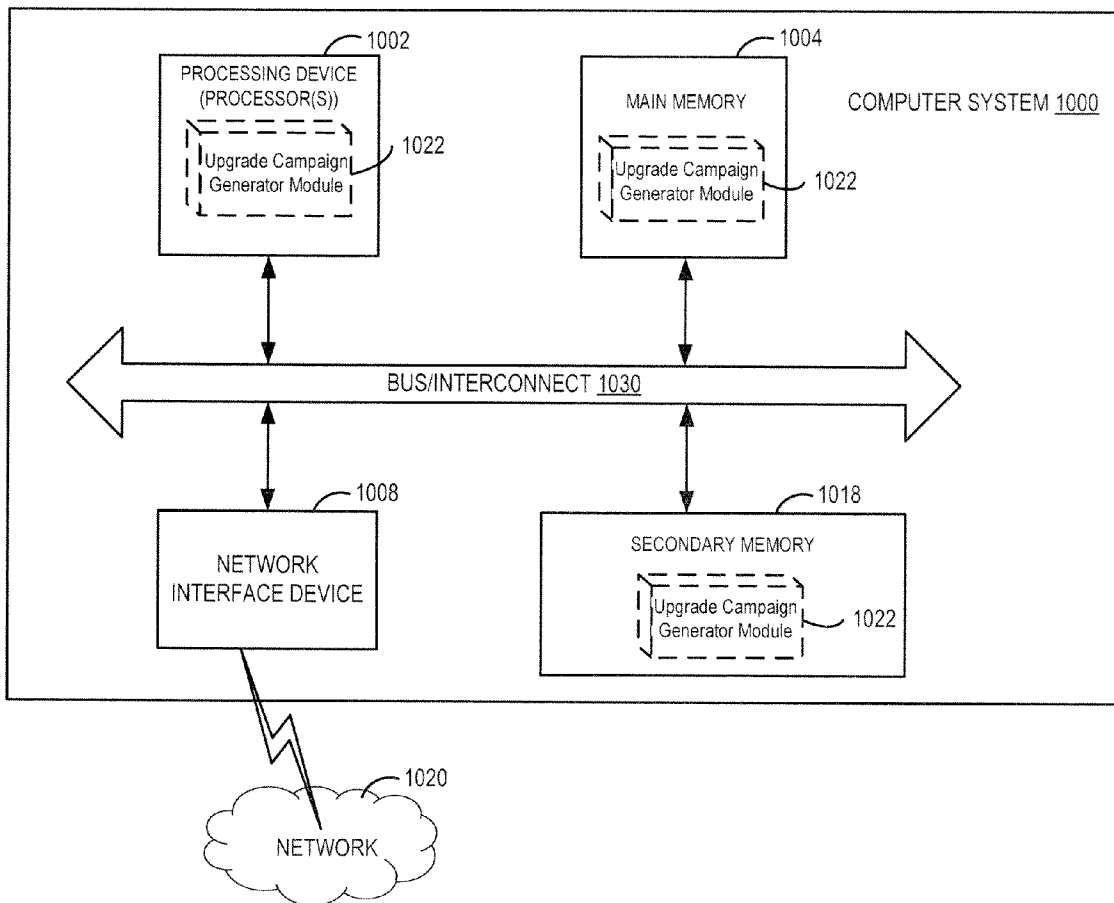 1002
PROCESSING DEVICE
(PROCESSOR(S))
1022
Upgrade Campaign
Generator Module
1004
MAIN MEMORY
Upgrade Campaign
Generator Module
1022
COMPUTER SYSTEM 1000
BUS/INTERCONNECT 1030
1008
NETWORK
INTERFACE DEVICE
1018
SECONDARY MEMORY
Upgrade Campaign
Generator Module
1022
1020
NETWORK